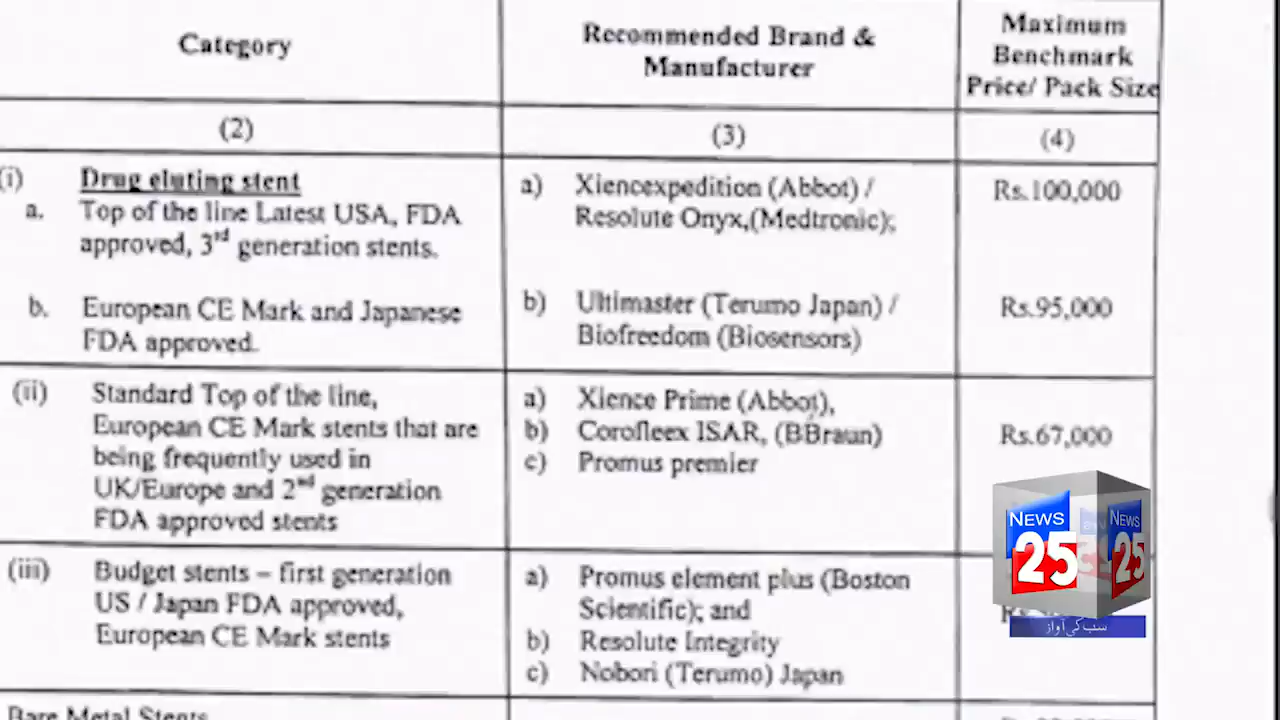 Category
Recommended Brand &
Manufacturer
Maximum
Benchmark
Price/ Pack Size
(2)
(3)
(4)
(i) Drug eluting stent
a. Top of the line Latest USA, FDA
approved, 3rd generation stents.
a) Xiencexpedition (Abbot) /
Resolute Onyx,(Medtronic);
Rs.100,000
b. European CE Mark and Japanese
FDA approved.
b) Ultimaster (Terumo Japan) /
Biofreedom (Biosensors)
Rs.95,000
(ii) Standard Top of the line,
European CE Mark stents that are
being frequently used in
UK/Europe and 2nd generation
FDA approved stents
a) Xience Prime (Abbot),
b) Corofleex ISAR, (BBraun)
c) Promus premier
Rs.67,000
(iii) Budget stents – first generation
US / Japan FDA approved,
European CE Mark stents
a) Promus element plus (Boston
Scientific); and
b) Resolute Integrity
c) Nobori (Terumo) Japan
Bare Metal Stents
NEWS
25
NEWS
25
سب کی آواز